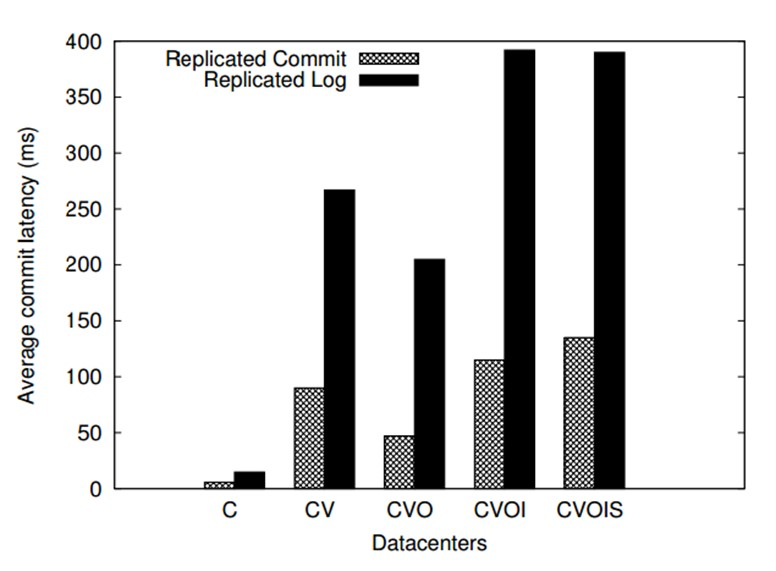 Replicated Commit
Replicated Log
400
350
300
250
200
150
100
50
0
Average commit latency (ms)
C CV CVO CVOI CVOIS
Datacenters